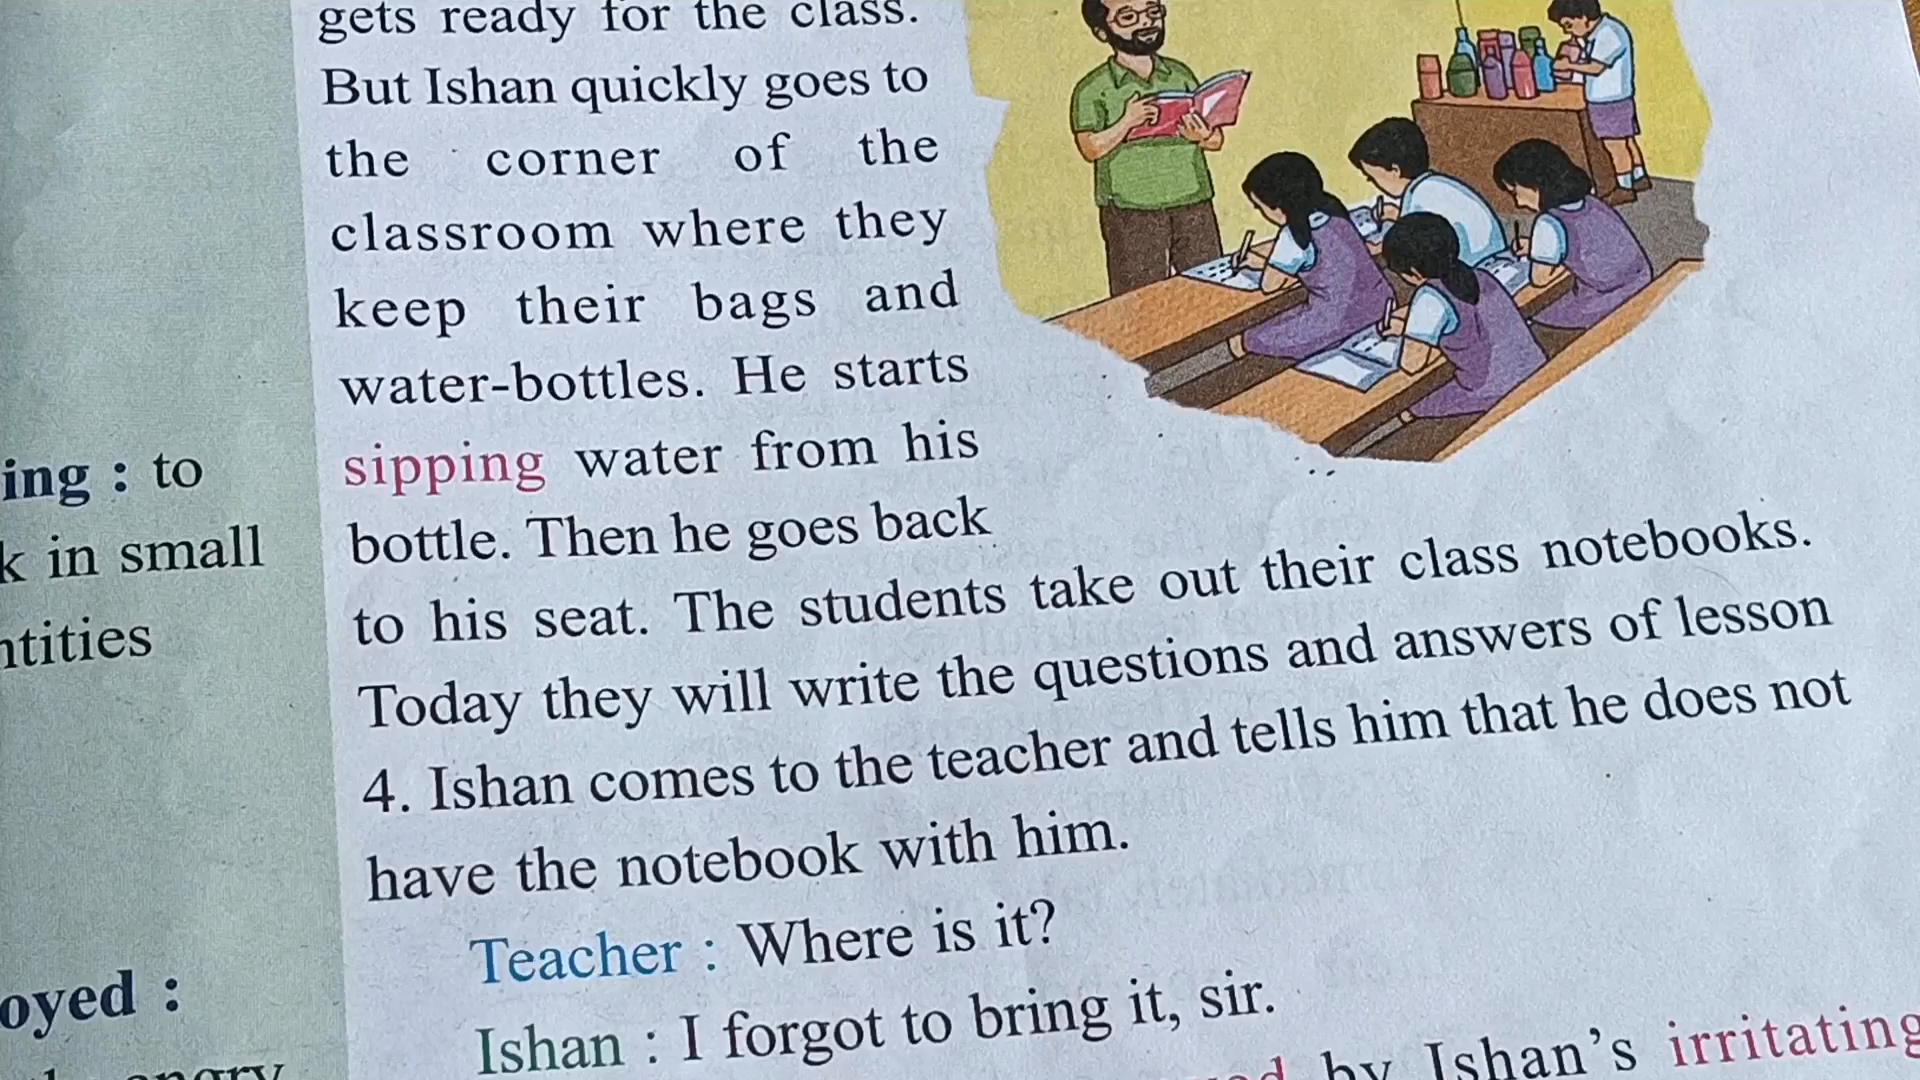 gets ready for the class.
But Ishan quickly goes to
the corner of the
classroom where they
keep their bags and
water-bottles. He starts
sipping water from his
bottle. Then he goes back
to his seat. The students take out their class notebooks.
Today they will write the questions and answers of lesson
4. Ishan comes to the teacher and tells him that he does not
have the notebook with him.
Teacher : Where is it?
Ishan : I forgot to bring it, sir.
by Ishan's irritating
ing : to
k in small
ntities
oyed :
angry